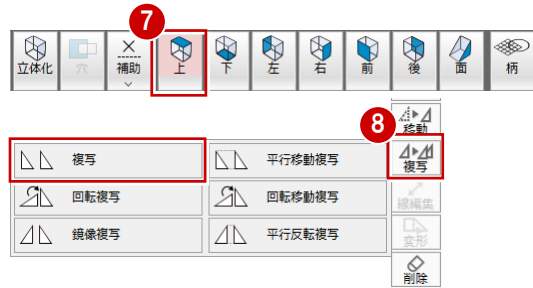 7
立体化 穴 補助 上 下 左 右 前 後 面 柄
移動
8
複写 平行移動複写 複写
回転複写 回転移動複写 線編集
鏡像複写 平行反転複写 変形
削除